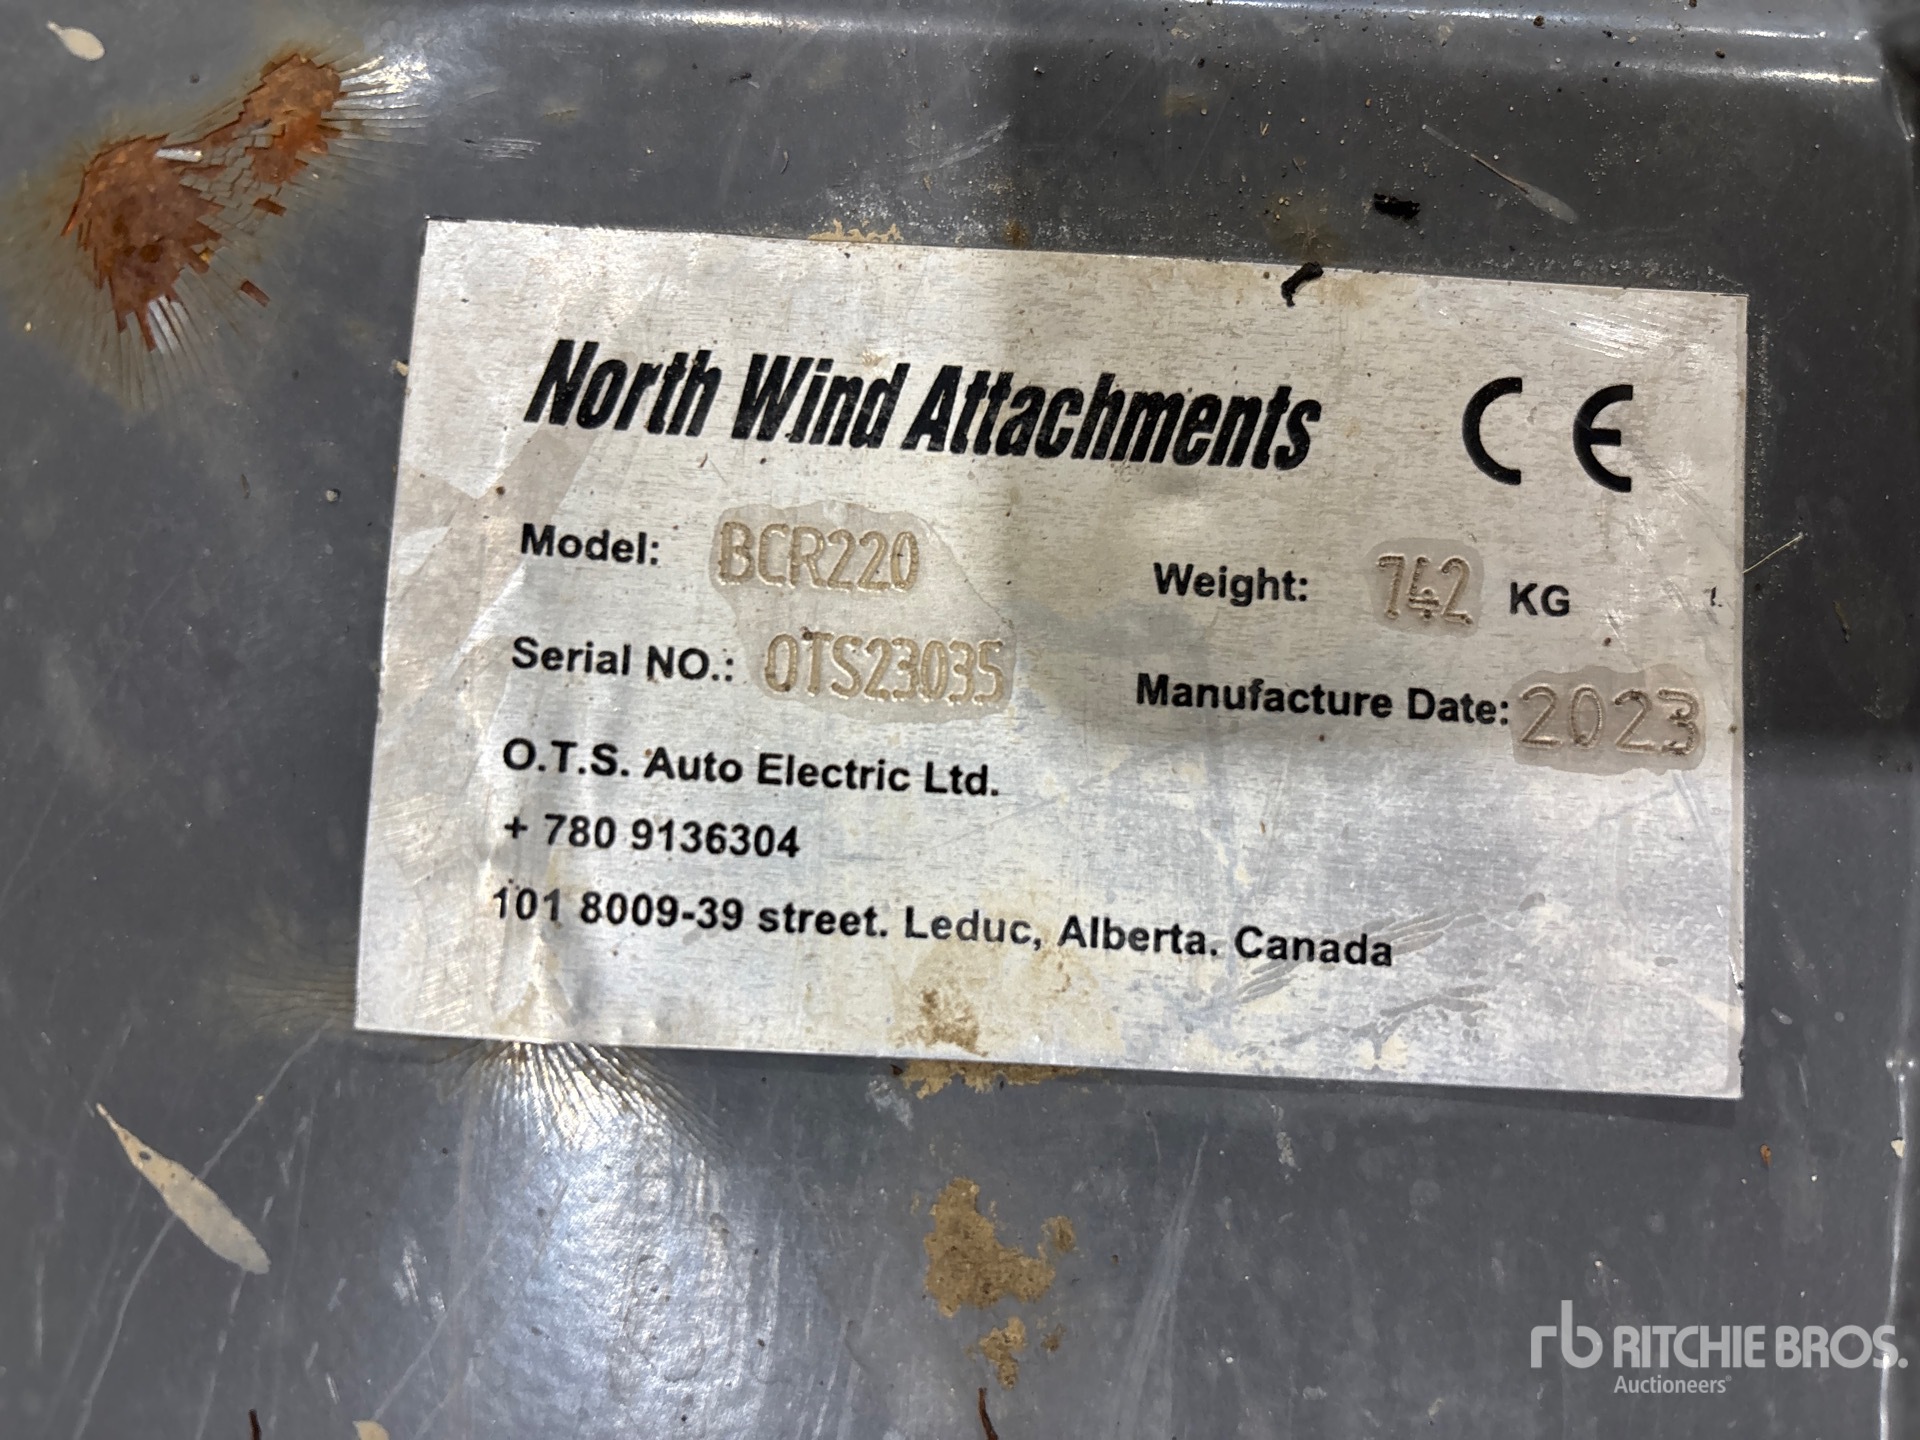 North Wind Attachments CE
Model: BCR220 Weight: 742 KG
Serial NO.: OTS23035 Manufacture Date: 2023
O.T.S. Auto Electric Ltd.
+ 780 9136304
101 8009-39 street. Leduc, Alberta. Canada
rb RITCHIE BROS.
Auctioneers